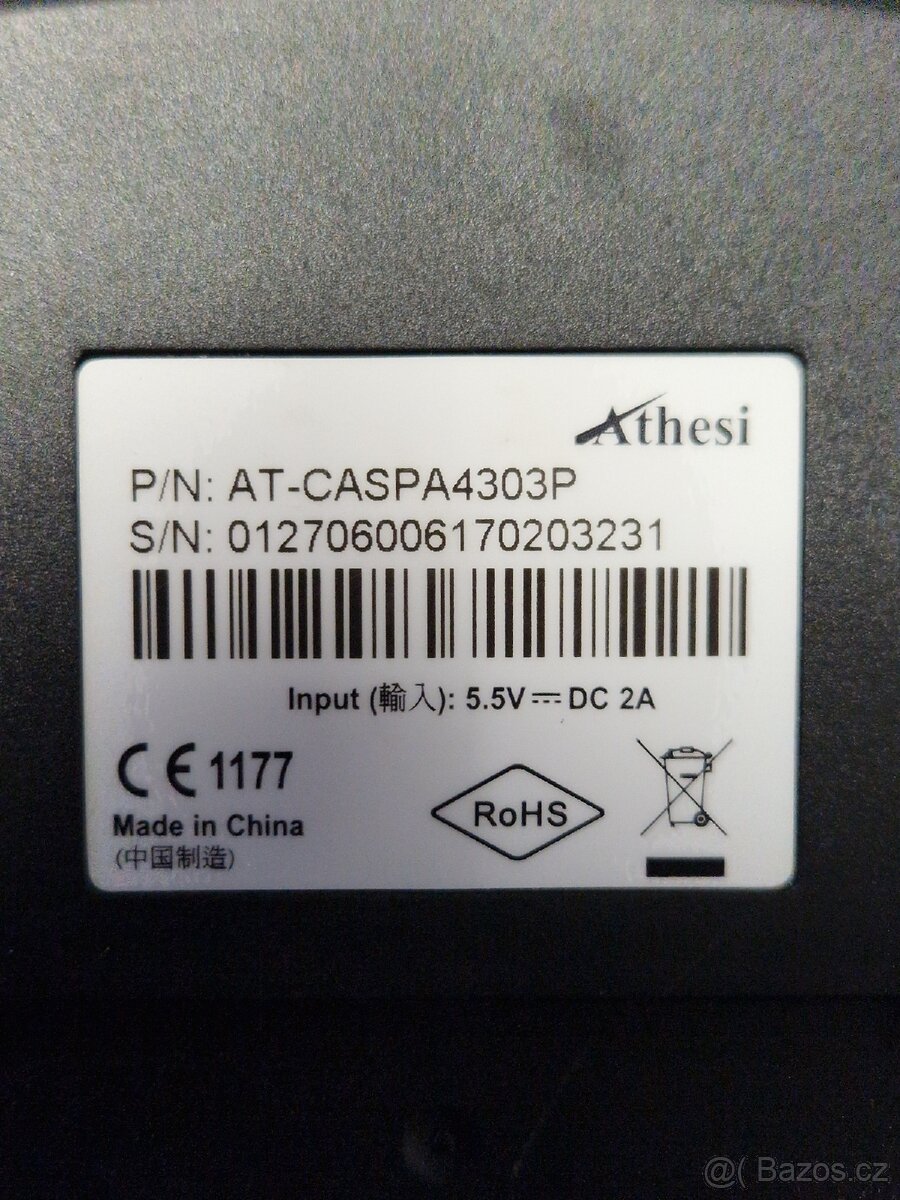 Athesi
P/N: AT-CASPA4303P
S/N: 012706006170203231
Input (輸入): 5.5V⎓DC 2A
CE 1177
Made in China
(中国制造)
RoHS
@( Bazos.cz